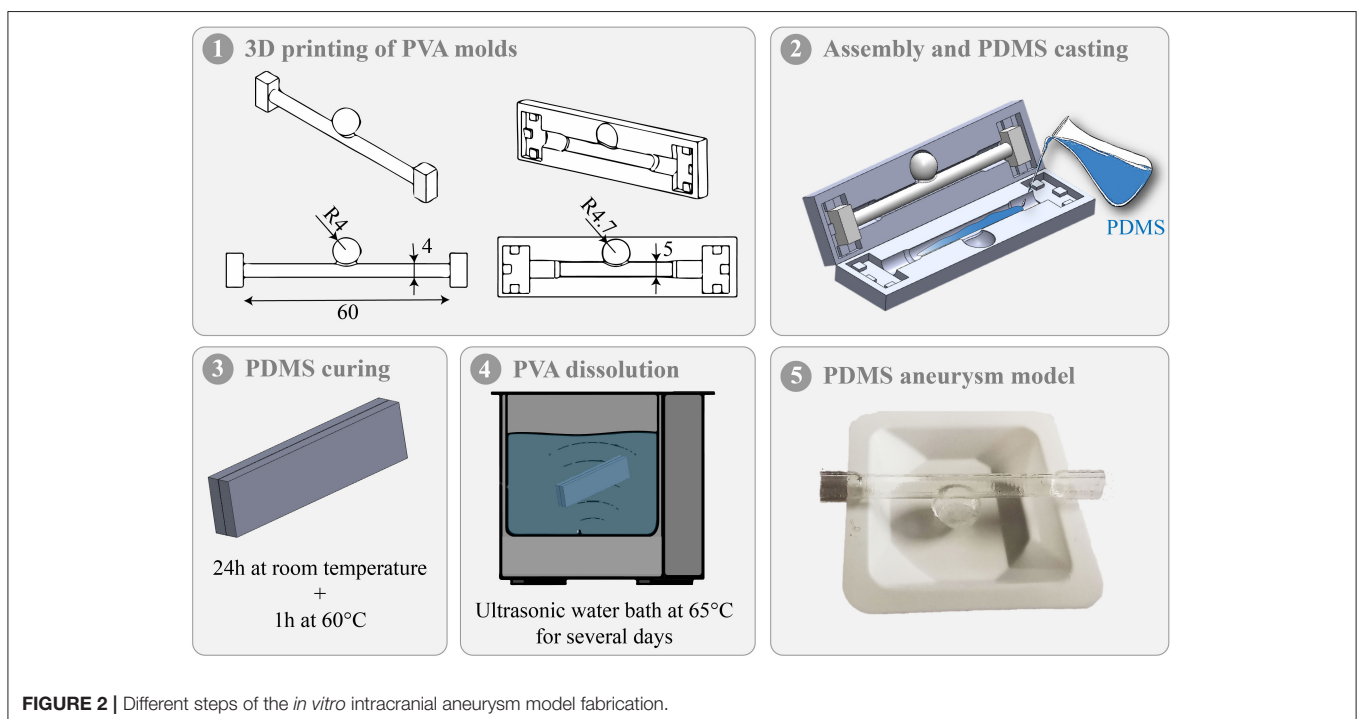 1 3D printing of PVA molds
R4
4
60
R4.7
5
2 Assembly and PDMS casting
PDMS
3 PDMS curing
24h at room temperature
+
1h at 60°C
4 PVA dissolution
Ultrasonic water bath at 65°C
for several days
5 PDMS aneurysm model
FIGURE 2 | Different steps of the in vitro intracranial aneurysm model fabrication.